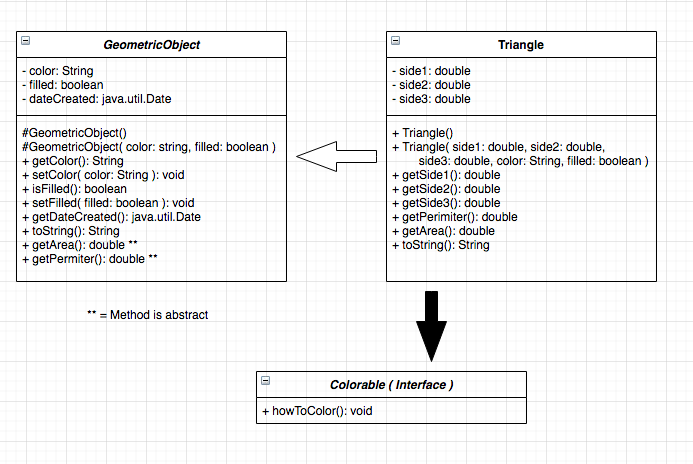 GeometricObject
- color: String
- filled: boolean
- dateCreated: java.util.Date
#GeometricObject()
#GeometricObject( color: string, filled: boolean )
+ getColor(): String
+ setColor( color: String ): void
+ isFilled(): boolean
+ setFilled( filled: boolean ): void
+ getDateCreated(): java.util.Date
+ toString(): String
+ getArea(): double **
+ getPermiter(): double **
** = Method is abstract
Triangle
- side1: double
- side2: double
- side3: double
+ Triangle()
+ Triangle( side1: double, side2: double,
side3: double, color: String, filled: boolean )
+ getSide1(): double
+ getSide2(): double
+ getSide3(): double
+ getPerimiter(): double
+ getArea(): double
+ toString(): String
Colorable ( Interface )
+ howToColor(): void